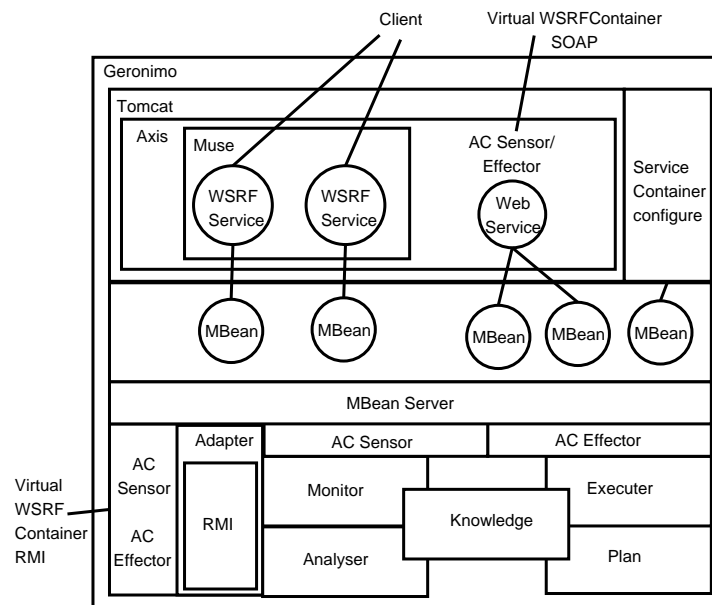 Client
Virtual WSRFContainer
SOAP
Geronimo
Tomcat
Axis
Muse
AC Sensor/
Effector
WSRF
Service
WSRF
Service
Web
Service
Service
Container
configure
MBean
MBean
MBean
MBean
MBean
MBean Server
AC
Sensor
AC
Effector
Adapter
RMI
AC Sensor
AC Effector
Monitor
Executer
Knowledge
Analyser
Plan
Virtual
WSRF
Container
RMI